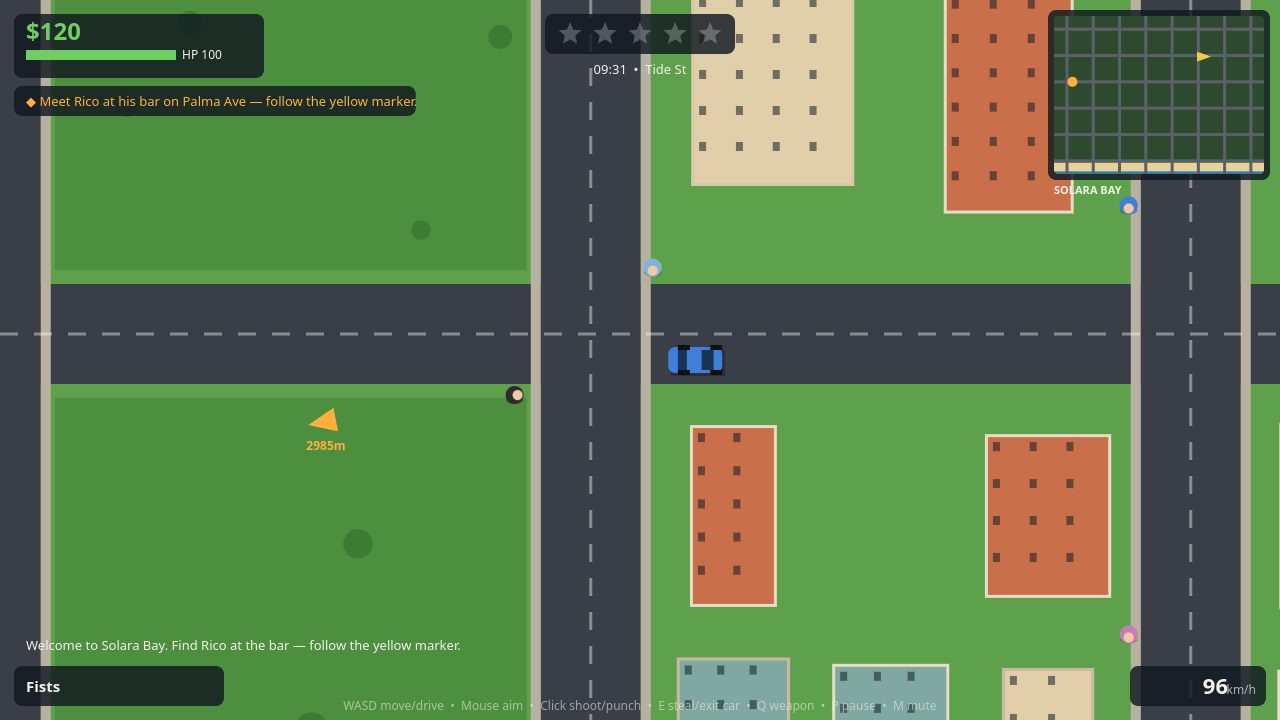 $120
HP 100
09:31 • Tide St
◆ Meet Rico at his bar on Palma Ave — follow the yellow marker.
SOLARA BAY
2985m
Welcome to Solara Bay. Find Rico at the bar — follow the yellow marker.
Fists
96 km/h
WASD move/drive • Mouse aim • Click shoot/punch • E steal/exit car • Q weapon • P pause • M mute